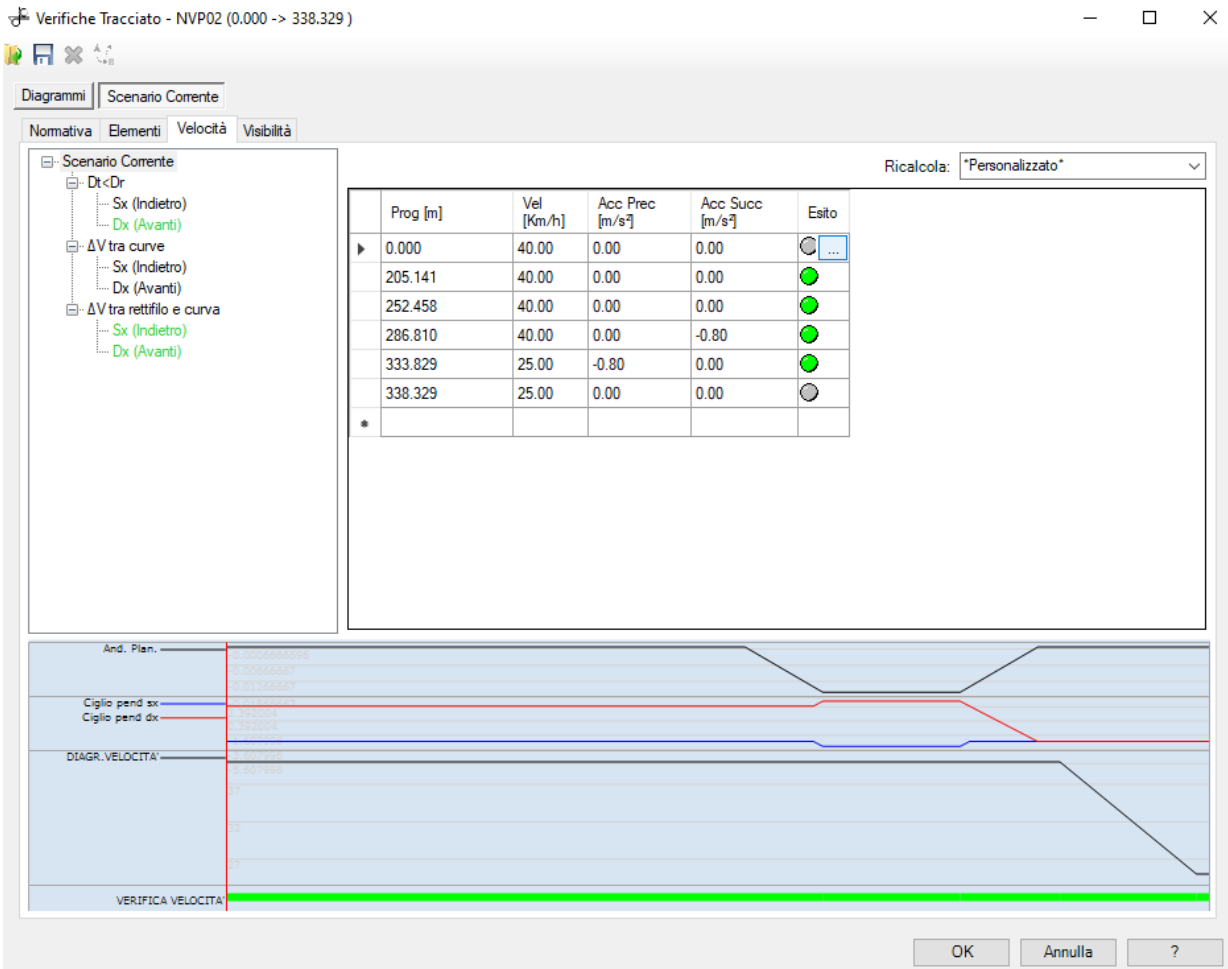 Verifiche Tracciato - NVP02 (0.000 -> 338.329 )
Diagrammi Scenario Corrente
Normativa Elementi Velocità Visibilità
Scenario Corrente
Dt<Dr
Sx (Indietro)
Dx (Avanti)
ΔV tra curve
Sx (Indietro)
Dx (Avanti)
ΔV tra rettifilo e curva
Sx (Indietro)
Dx (Avanti)
Ricalcola: *Personalizzato*
Prog [m] Vel [Km/h] Acc Prec [m/s²] Acc Succ [m/s²] Esito
0.000 40.00 0.00 0.00 ...
205.141 40.00 0.00 0.00
252.458 40.00 0.00 0.00
286.810 40.00 0.00 -0.80
333.829 25.00 -0.80 0.00
338.329 25.00 0.00 0.00
And. Plan.
Ciglio pend sx
Ciglio pend dx
DIAGR.VELOCITA'
37
32
27
VERIFICA VELOCITA'
OK Annulla ?